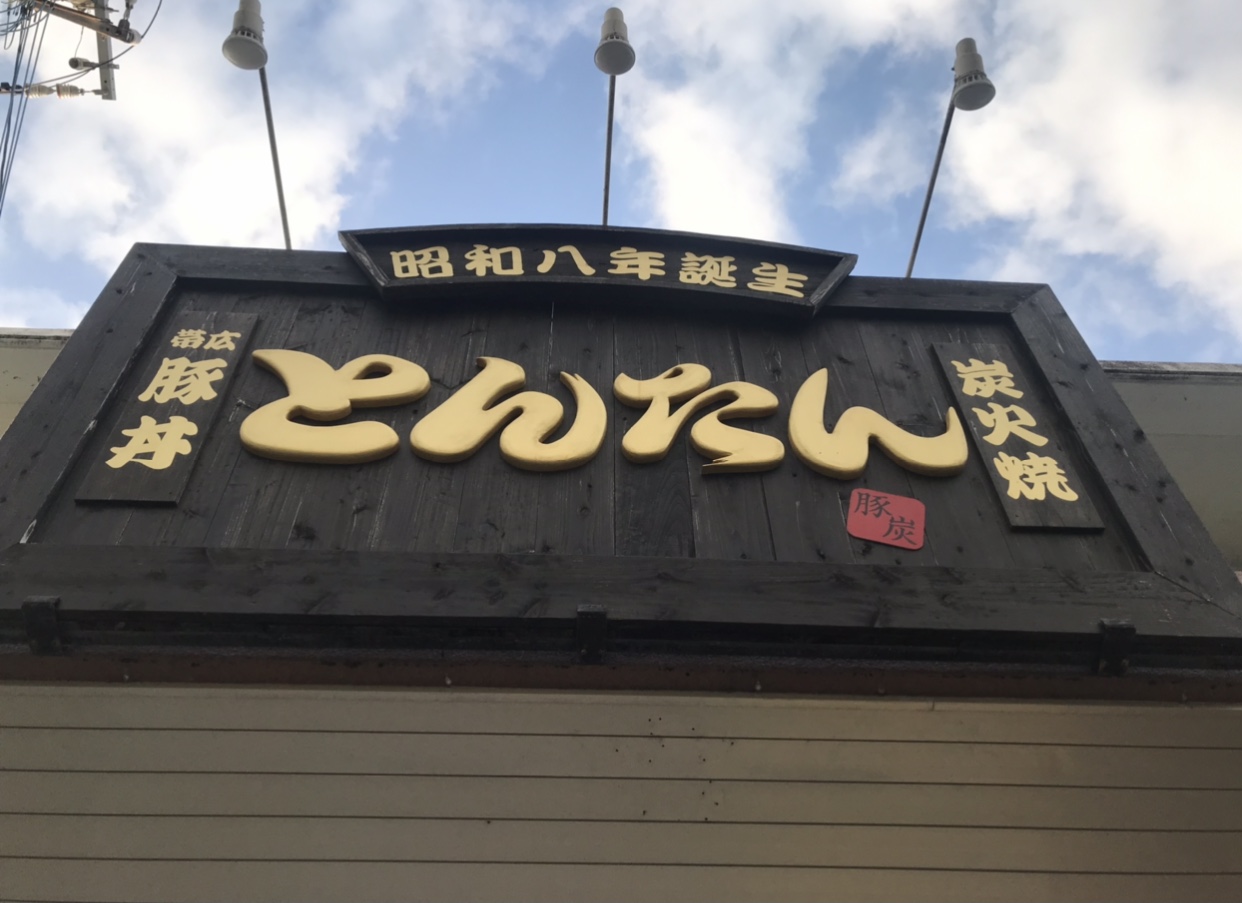 昭和八年誕生
帯広
豚丼
とんたん
炭火焼
豚炭